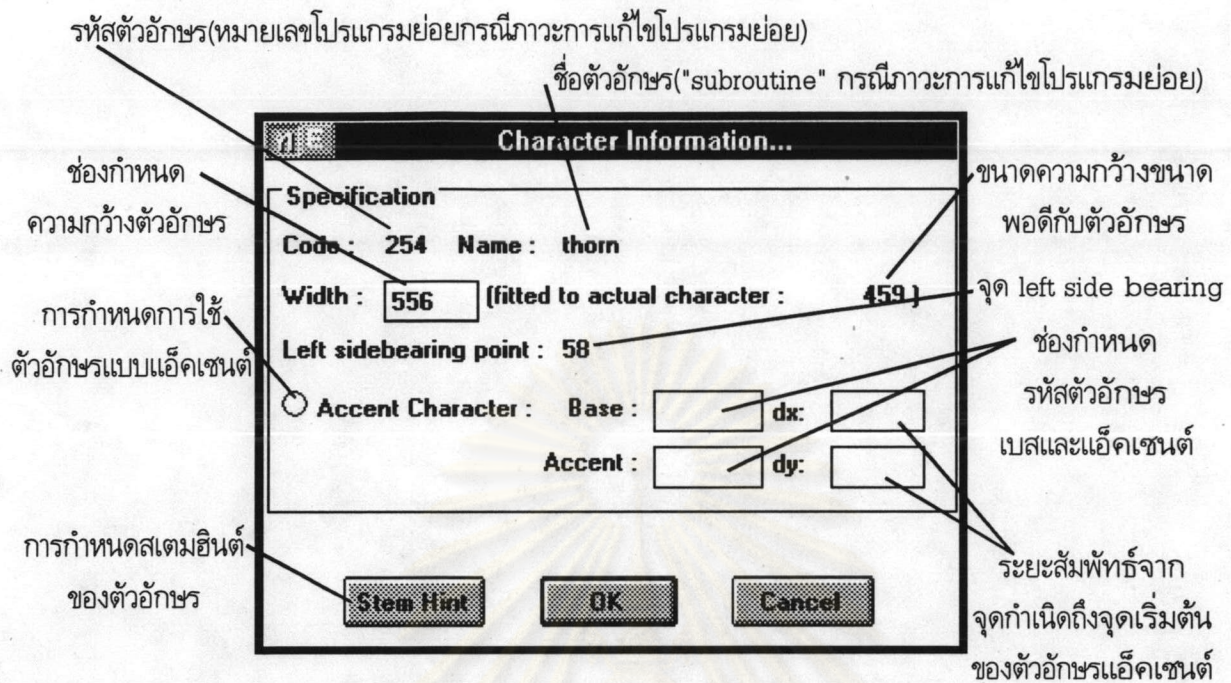 รหัสตัวอักษร(หมายเลขโปรแกรมย่อยกรณีภาวะการแก้ไขโปรแกรมย่อย)
ชื่อตัวอักษร("subroutine" กรณีภาวะการแก้ไขโปรแกรมย่อย)
Character Information...
ช่องกำหนด
ความกว้างตัวอักษร
Specification
Code : 254 Name : thorn
ขนาดความกว้างขนาด
พอดีกับตัวอักษร
Width : 556 (fitted to actual character : 459 )
จุด left side bearing
การกำหนดการใช้
ตัวอักษรแบบแอ็คเซนต์
Left sidebearing point : 58
ช่องกำหนด
รหัสตัวอักษร
เบสและแอ็คเซนต์
Accent Character : Base : dx:
Accent : dy:
การกำหนดสเตมฮินต์
ของตัวอักษร
Stem Hint OK Cancel
ระยะสัมพัทธ์จาก
จุดกำเนิดถึงจุดเริ่มต้น
ของตัวอักษรแอ็คเซนต์